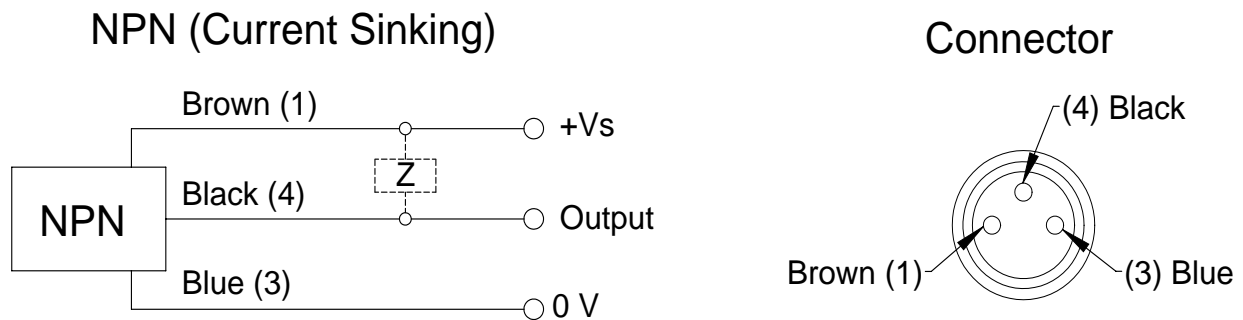 NPN (Current Sinking)
Connector
Brown (1)
+Vs
(4) Black
Z
Black (4)
NPN
Output
Blue (3)
0 V
Brown (1)
(3) Blue